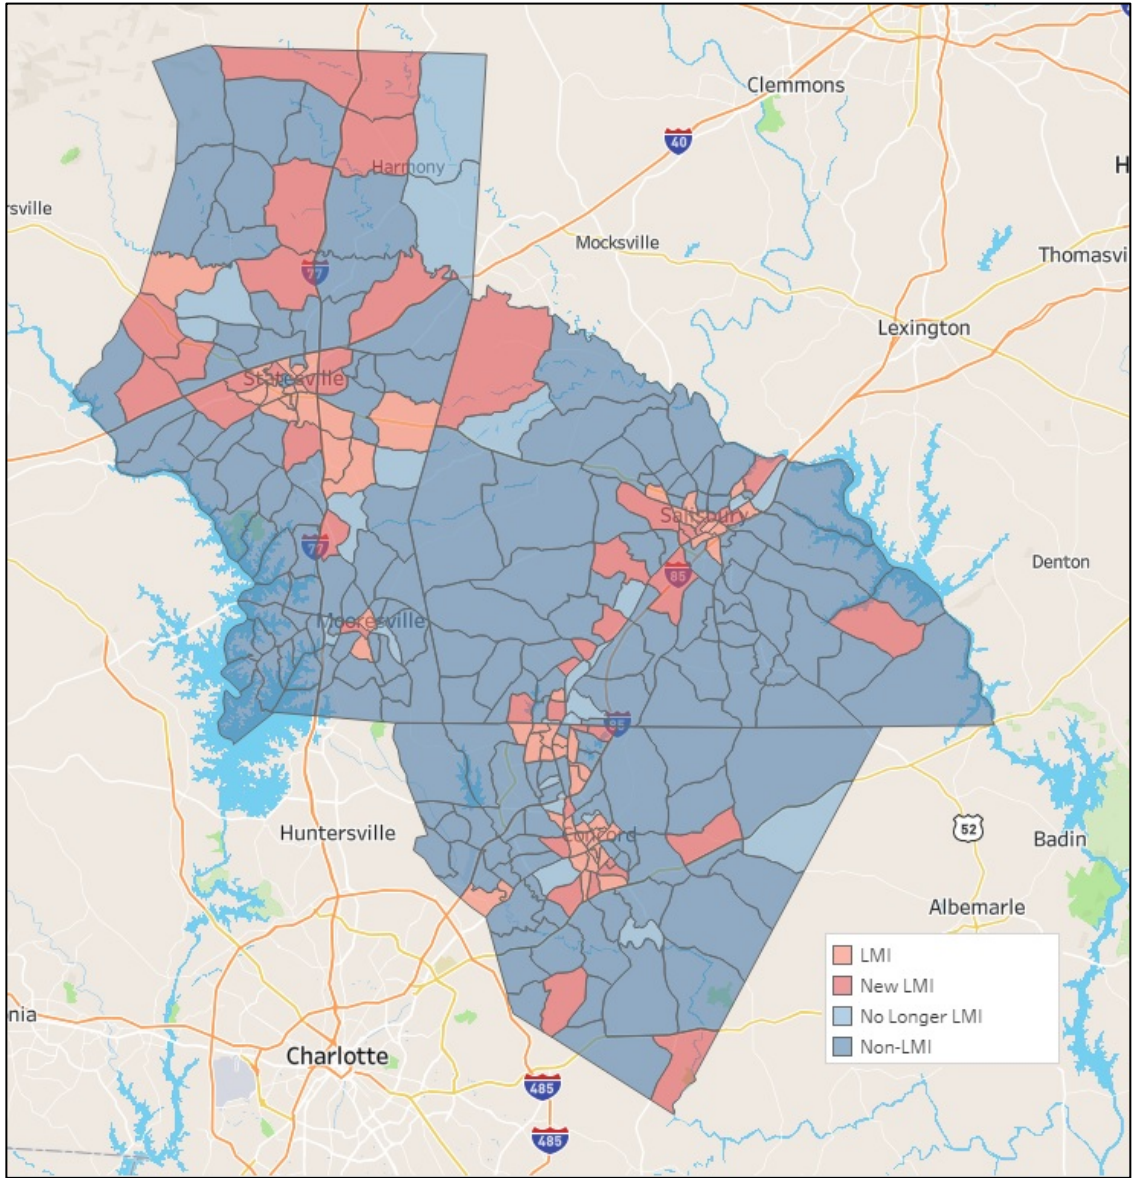 Clemmons
40
H
Harmony
rsville
Mocksville
Thomasvi
77
Lexington
Statesville
Salisbury
77
85
Denton
Mooresville
85
Huntersville
Concord
52
Badin
Albemarle
LMI
New LMI
No Longer LMI
Non-LMI
nia
Charlotte
485
485